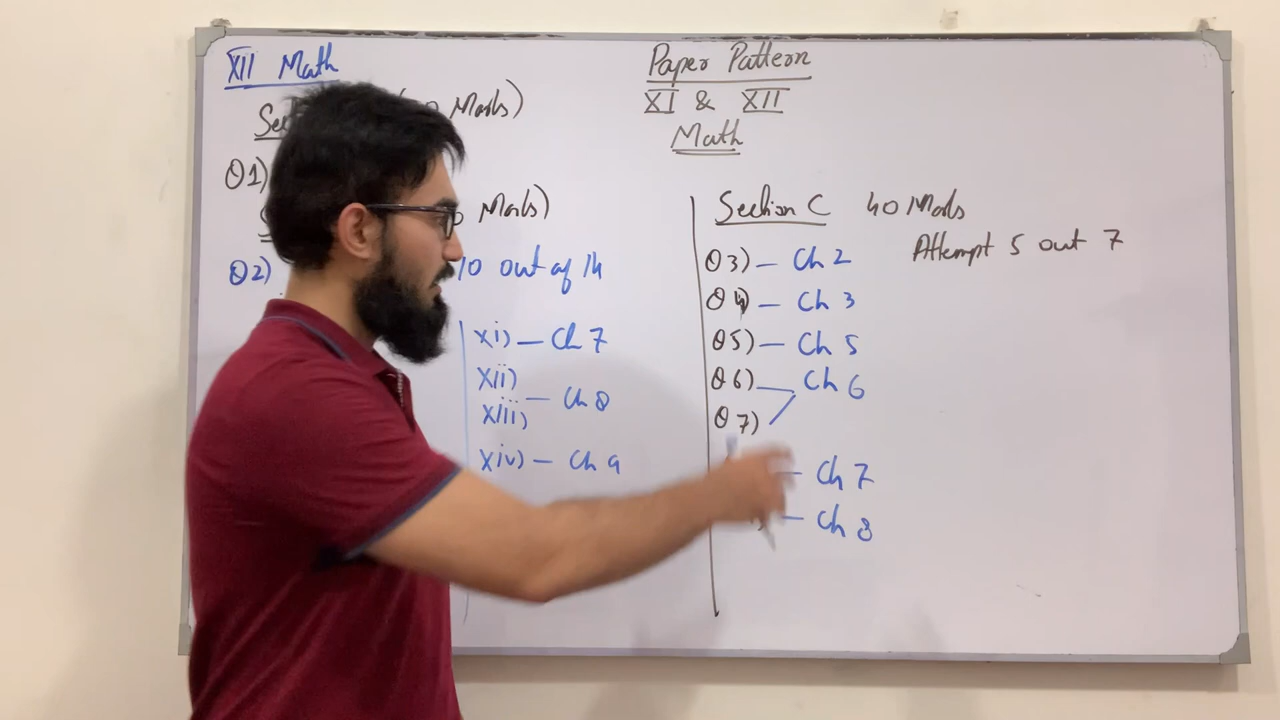 XII Math
Marks)
Q1)
Marks)
Q2) 10 out of 14
xi) — Ch 7
xii)
xiii) — Ch 8
xiv) — Ch 9
Paper Pattern
XI & XII
Math
Section C 40 Marks
Attempt 5 out 7
Q3) — Ch 2
Q4) — Ch 3
Q5) — Ch 5
Q6) — Ch 6
Q7)
— Ch 7
— Ch 8